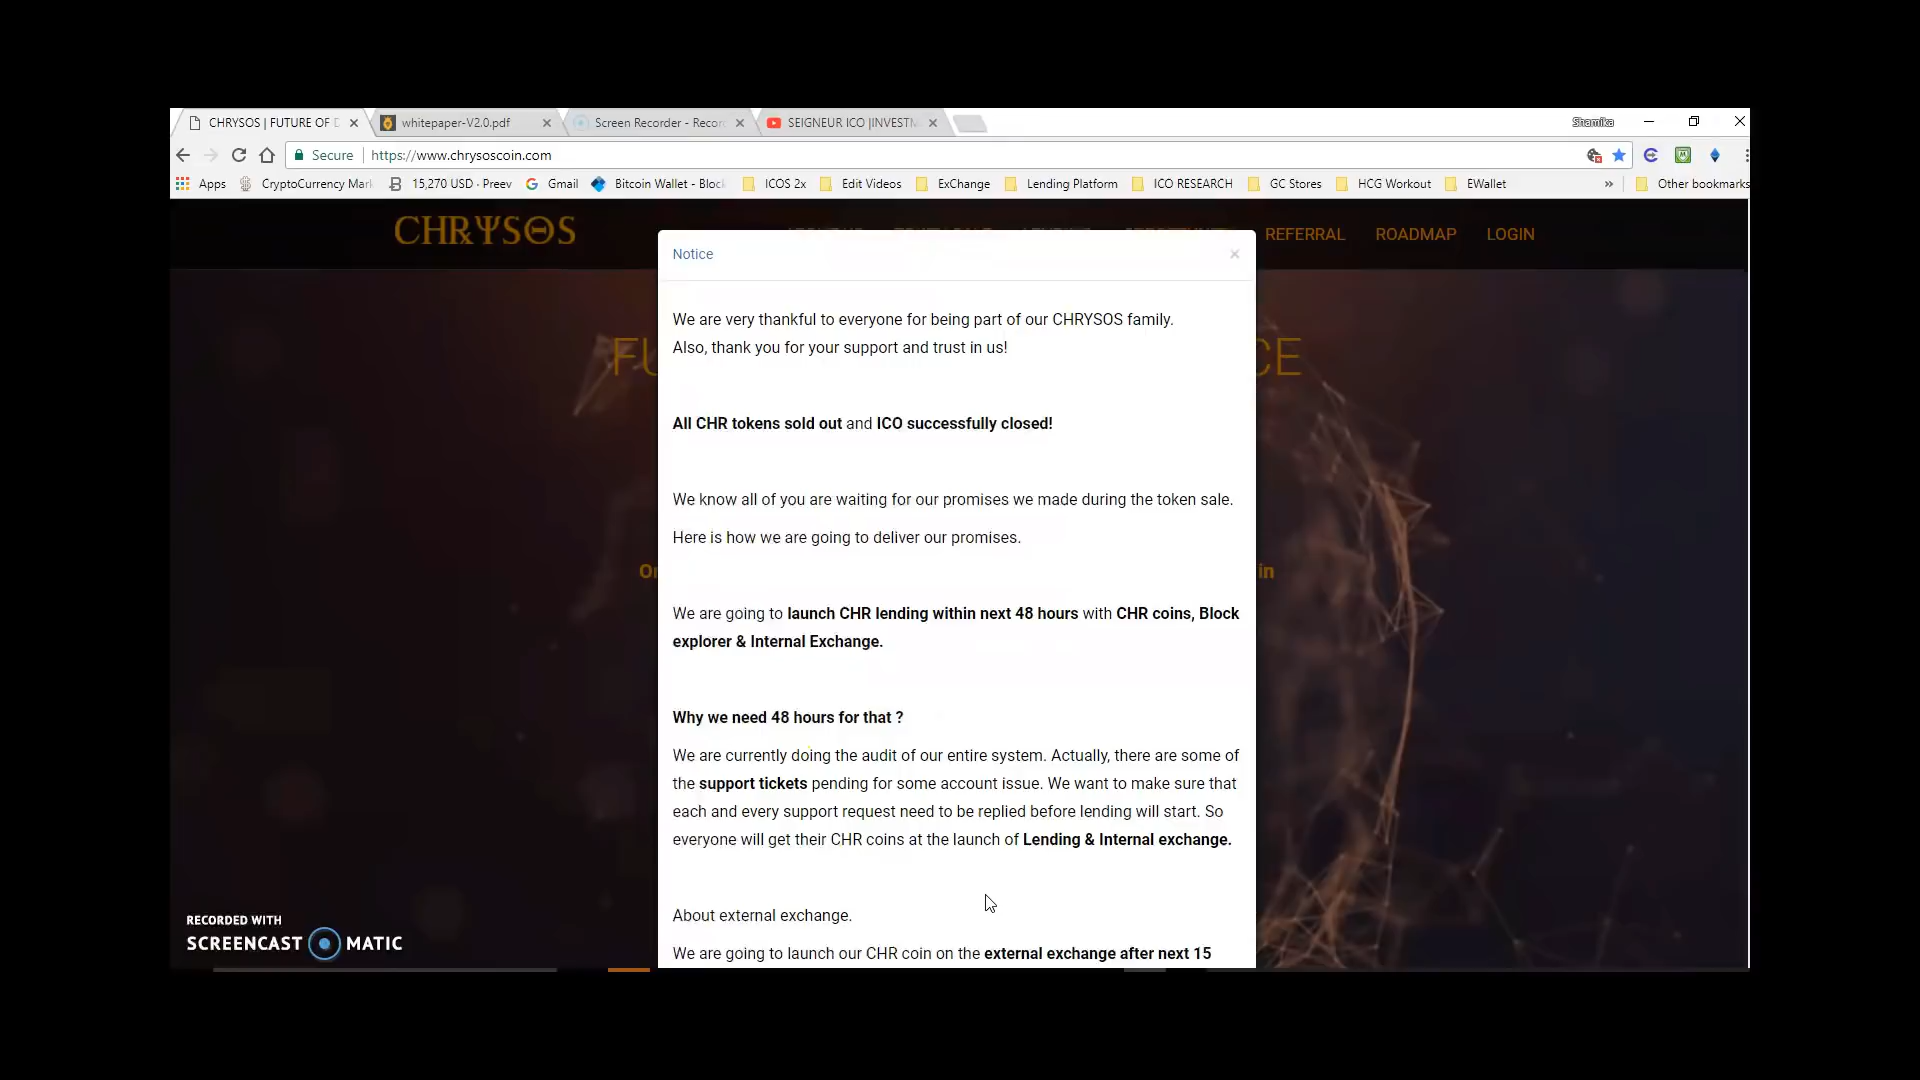 CHRYSOS | FUTURE OF D
whitepaper-V2.0.pdf
Screen Recorder - Recor
SEIGNEUR ICO |INVESTM
Shamika
Secure
https://www.chrysoscoin.com
Apps
CryptoCurrency Mark
15,270 USD · Preev
Gmail
Bitcoin Wallet - Block
ICOS 2x
Edit Videos
ExChange
Lending Platform
ICO RESEARCH
GC Stores
HCG Workout
EWallet
»
Other bookmarks
CHRΨSΘS
REFERRAL
ROADMAP
LOGIN
Notice
×
We are very thankful to everyone for being part of our CHRYSOS family.
Also, thank you for your support and trust in us!
All CHR tokens sold out and ICO successfully closed!
We know all of you are waiting for our promises we made during the token sale.
Here is how we are going to deliver our promises.
We are going to launch CHR lending within next 48 hours with CHR coins, Block
explorer & Internal Exchange.
Why we need 48 hours for that ?
We are currently doing the audit of our entire system. Actually, there are some of
the support tickets pending for some account issue. We want to make sure that
each and every support request need to be replied before lending will start. So
everyone will get their CHR coins at the launch of Lending & Internal exchange.
About external exchange.
We are going to launch our CHR coin on the external exchange after next 15
RECORDED WITH
SCREENCAST MATIC